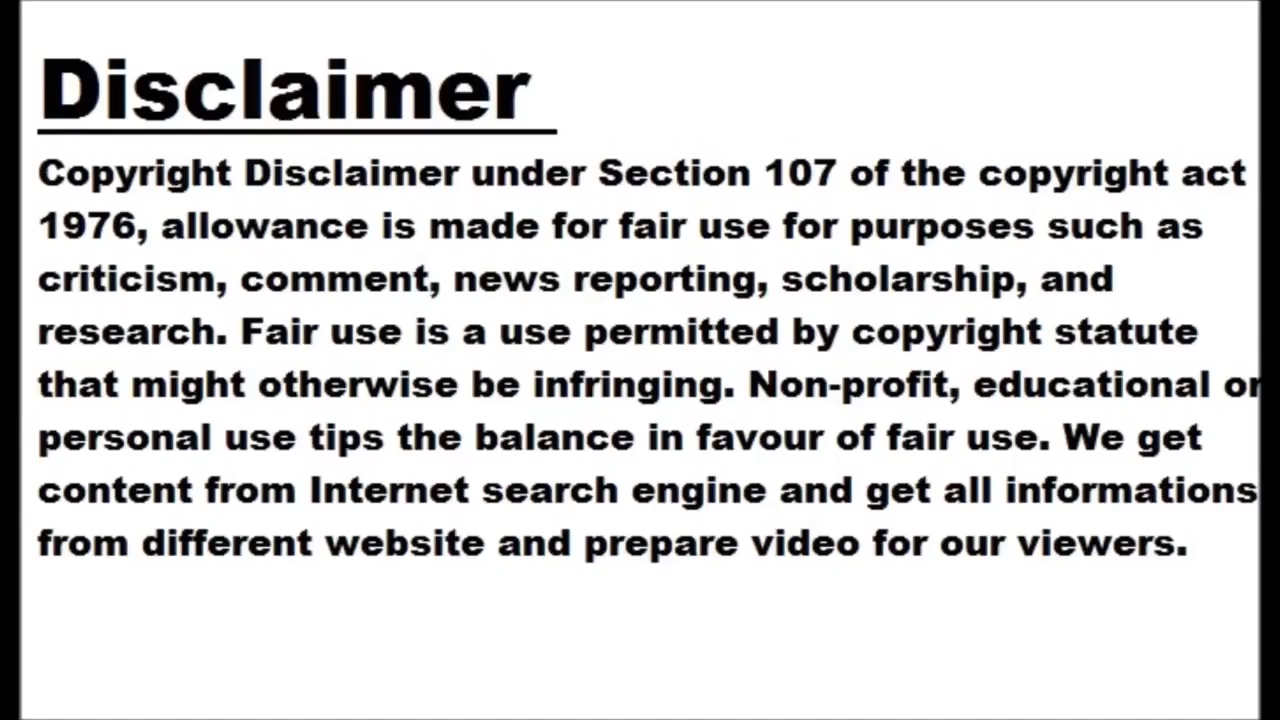 Disclaimer
Copyright Disclaimer under Section 107 of the copyright act
1976, allowance is made for fair use for purposes such as
criticism, comment, news reporting, scholarship, and
research. Fair use is a use permitted by copyright statute
that might otherwise be infringing. Non-profit, educational or
personal use tips the balance in favour of fair use. We get
content from Internet search engine and get all informations
from different website and prepare video for our viewers.